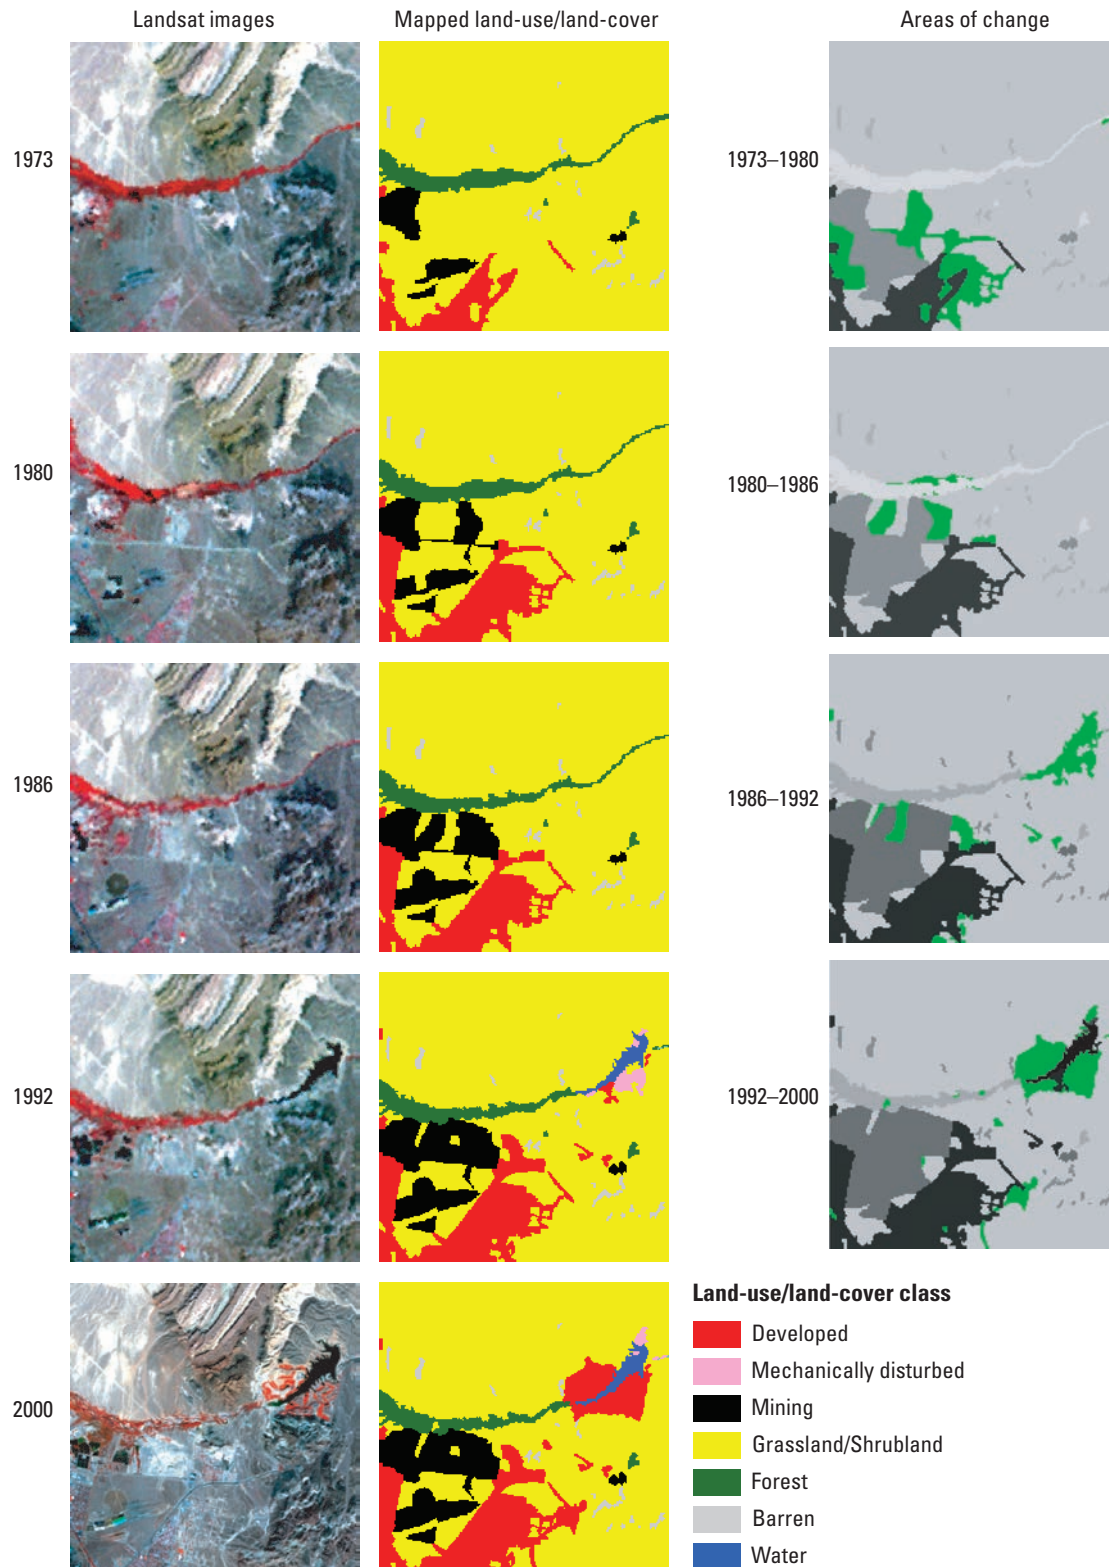 Landsat images
Mapped land-use/land-cover
Areas of change
1973
1973–1980
1980
1980–1986
1986
1986–1992
1992
1992–2000
2000
Land-use/land-cover class
Developed
Mechanically disturbed
Mining
Grassland/Shrubland
Forest
Barren
Water